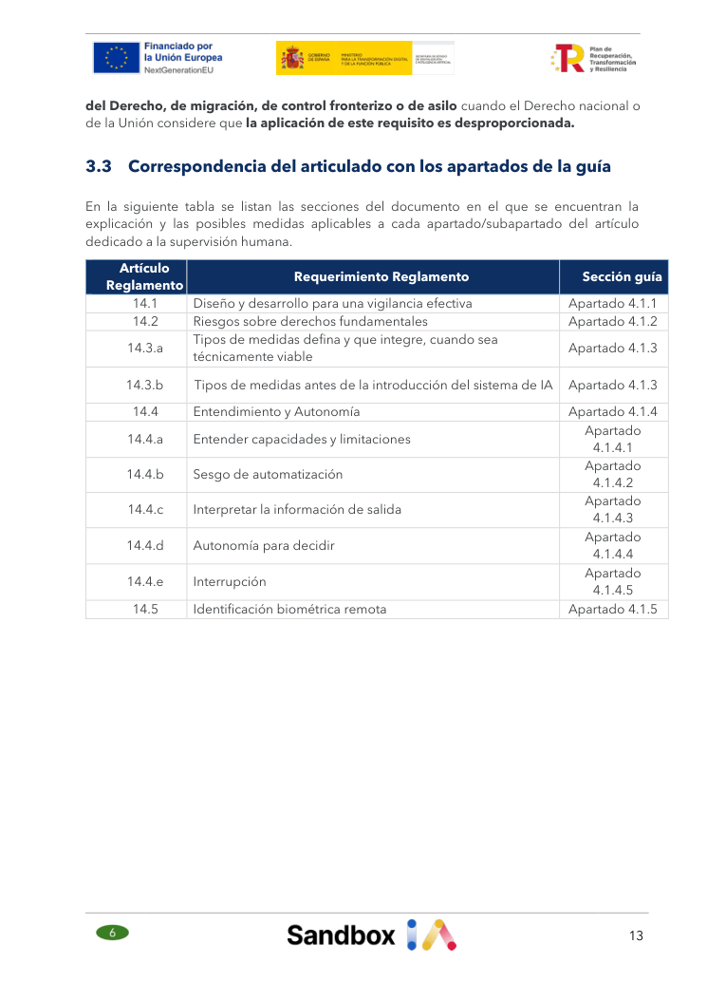 Financiado por
la Unión Europea
NextGenerationEU
GOBIERNO
DE ESPAÑA
MINISTERIO
PARA LA TRANSFORMACIÓN DIGITAL
Y DE LA FUNCIÓN PÚBLICA
SECRETARÍA DE ESTADO
DE DIGITALIZACIÓN
E INTELIGENCIA ARTIFICIAL
Plan de
Recuperación,
Transformación
y Resiliencia
del Derecho, de migración, de control fronterizo o de asilo cuando el Derecho nacional o
de la Unión considere que la aplicación de este requisito es desproporcionada.
3.3 Correspondencia del articulado con los apartados de la guía
En la siguiente tabla se listan las secciones del documento en el que se encuentran la
explicación y las posibles medidas aplicables a cada apartado/subapartado del artículo
dedicado a la supervisión humana.
Artículo
Reglamento
Requerimiento Reglamento
Sección guía
14.1 Diseño y desarrollo para una vigilancia efectiva Apartado 4.1.1
14.2 Riesgos sobre derechos fundamentales Apartado 4.1.2
14.3.a
Tipos de medidas defina y que integre, cuando sea
técnicamente viable
Apartado 4.1.3
14.3.b Tipos de medidas antes de la introducción del sistema de IA Apartado 4.1.3
14.4 Entendimiento y Autonomía Apartado 4.1.4
14.4.a Entender capacidades y limitaciones
Apartado
4.1.4.1
14.4.b Sesgo de automatización
Apartado
4.1.4.2
14.4.c Interpretar la información de salida
Apartado
4.1.4.3
14.4.d Autonomía para decidir
Apartado
4.1.4.4
14.4.e Interrupción
Apartado
4.1.4.5
14.5 Identificación biométrica remota Apartado 4.1.5
6
Sandbox IA
13